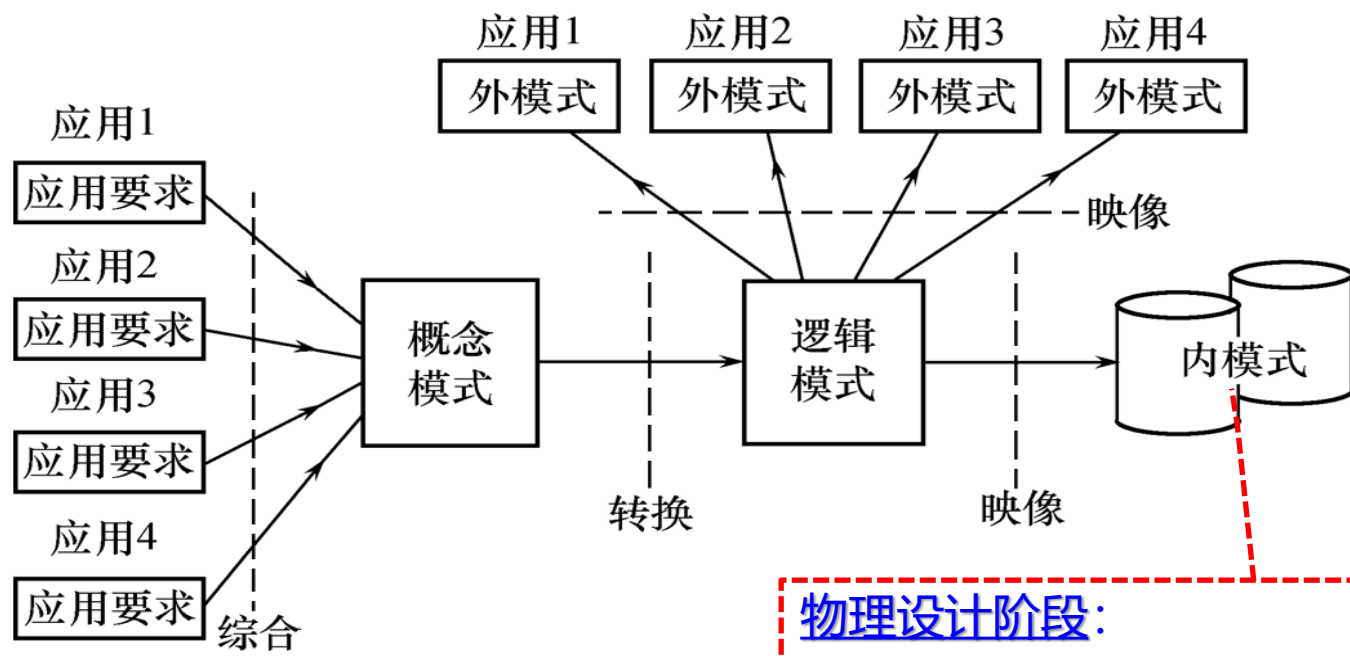 应用1
应用2
应用3
应用4
外模式
外模式
外模式
外模式
映像
应用1
应用要求
应用2
应用要求
应用3
应用要求
应用4
应用要求
综合
概念
模式
转换
逻辑
模式
映像
内模式
物理设计阶段：